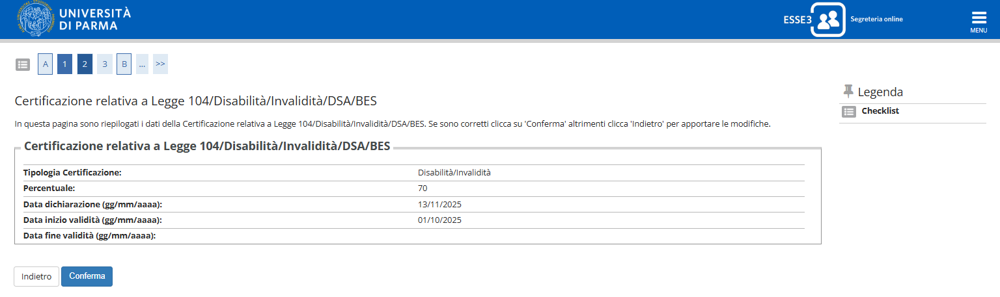 UNIVERSITÀ
DI PARMA
ESSE3 Segreteria online
MENU
A 1 2 3 B ... >>
Certificazione relativa a Legge 104/Disabilità/Invalidità/DSA/BES
In questa pagina sono riepilogati i dati della Certificazione relativa a Legge 104/Disabilità/Invalidità/DSA/BES. Se sono corretti clicca su 'Conferma' altrimenti clicca 'Indietro' per apportare le modifiche.
Certificazione relativa a Legge 104/Disabilità/Invalidità/DSA/BES
Tipologia Certificazione: Disabilità/Invalidità
Percentuale: 70
Data dichiarazione (gg/mm/aaaa): 13/11/2025
Data inizio validità (gg/mm/aaaa): 01/10/2025
Data fine validità (gg/mm/aaaa):
Indietro Conferma
Legenda
Checklist